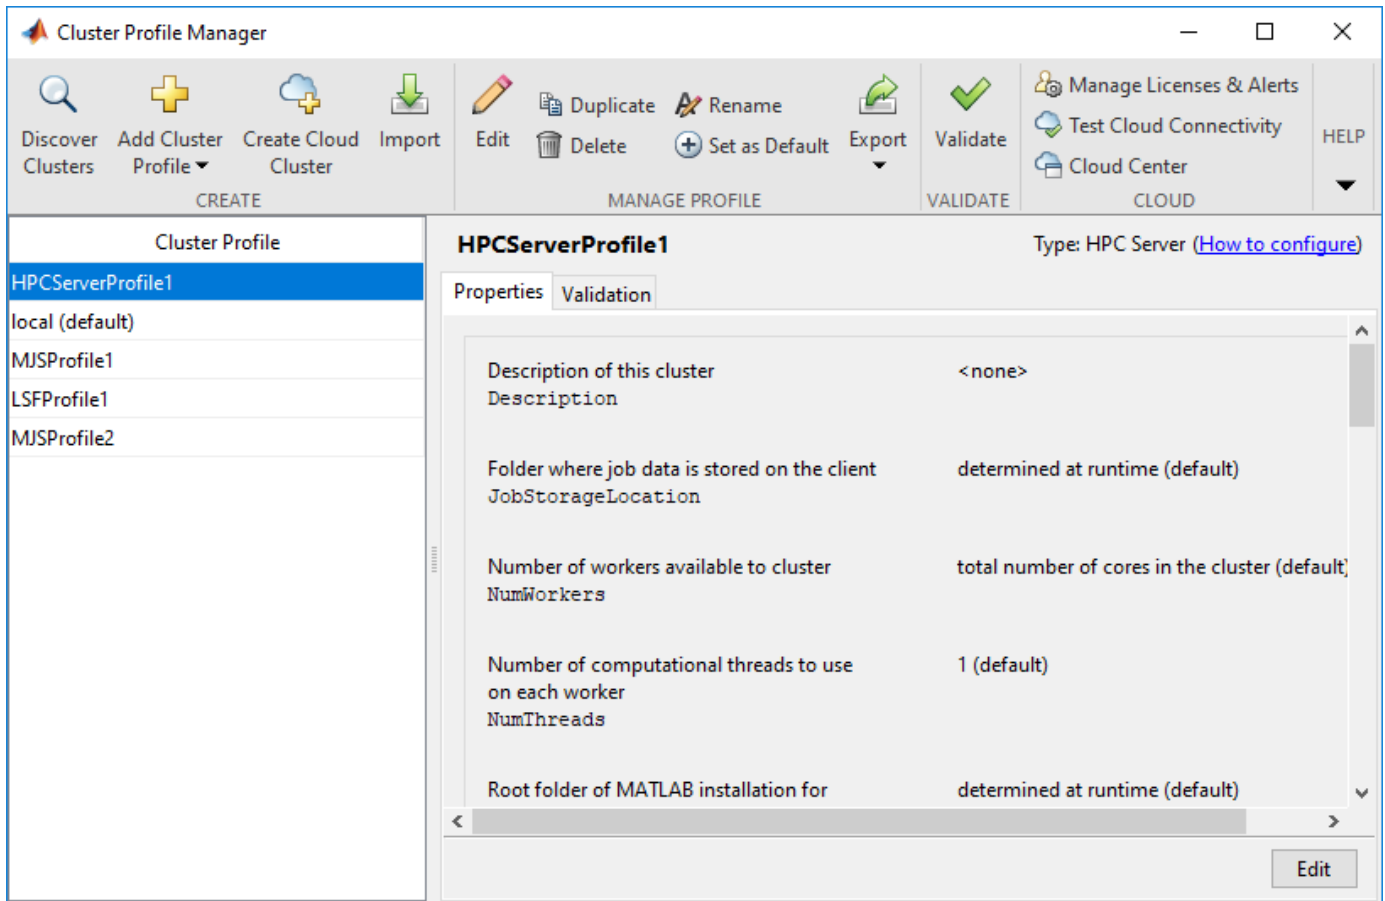 Cluster Profile Manager
Discover Clusters
Add Cluster Profile
Create Cloud Cluster
Import
CREATE
Edit
Duplicate
Delete
Rename
Set as Default
Export
MANAGE PROFILE
Validate
VALIDATE
Manage Licenses & Alerts
Test Cloud Connectivity
Cloud Center
CLOUD
HELP
Cluster Profile
HPCServerProfile1
local (default)
MJSProfile1
LSFProfile1
MJSProfile2
HPCServerProfile1
Type: HPC Server (How to configure)
Properties
Validation
Description of this cluster
Description
<none>
Folder where job data is stored on the client
JobStorageLocation
determined at runtime (default)
Number of workers available to cluster
NumWorkers
total number of cores in the cluster (default)
Number of computational threads to use
on each worker
NumThreads
1 (default)
Root folder of MATLAB installation for
determined at runtime (default)
Edit